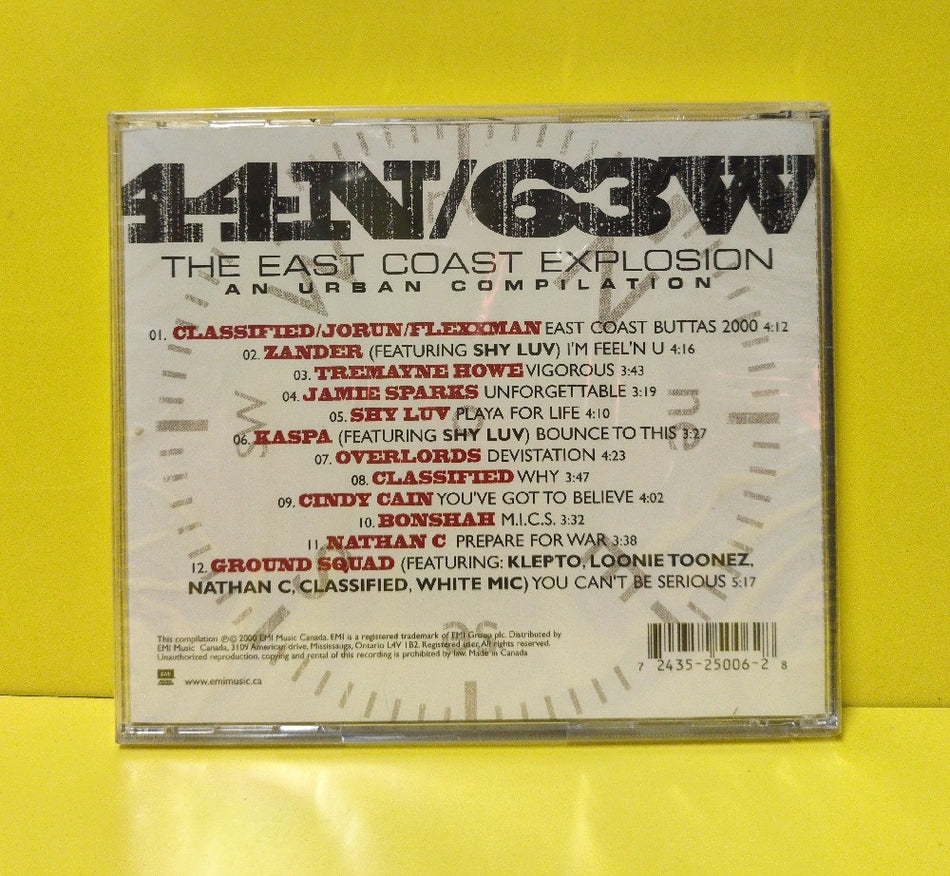 44N/63W
THE EAST COAST EXPLOSION
AN URBAN COMPILATION
01. CLASSIFIED/JORUN/FLEXXMAN EAST COAST BUTTAS 2000 4:12
02. ZANDER (FEATURING SHY LUV) I'M FEEL'N U 4:16
03. TREMAYNE HOWE VIGOROUS 3:43
04. JAMIE SPARKS UNFORGETTABLE 3:19
05. SHY LUV PLAYA FOR LIFE 4:10
06. KASPA (FEATURING SHY LUV) BOUNCE TO THIS 3:27
07. OVERLORDS DEVISTATION 4:23
08. CLASSIFIED WHY 3:47
09. CINDY CAIN YOU'VE GOT TO BELIEVE 4:02
10. BONSHAH M.I.C.S. 3:32
11. NATHAN C PREPARE FOR WAR 3:38
12. GROUND SQUAD (FEATURING: KLEPTO, LOONIE TOONEZ,
NATHAN C, CLASSIFIED, WHITE MIC) YOU CAN'T BE SERIOUS 5:17
sw
ne
se
This compilation ℗© 2000 EMI Music Canada. EMI is a registered trademark of EMI Group plc. Distributed by
EMI Music Canada, 3109 American drive, Mississauga, Ontario L4V 1B2. Registered user. All rights reserved.
Unauthorized reproduction, copying and rental of this recording is prohibited by law. Made in Canada
EMI
www.emimusic.ca
7 2435-25006-2 8